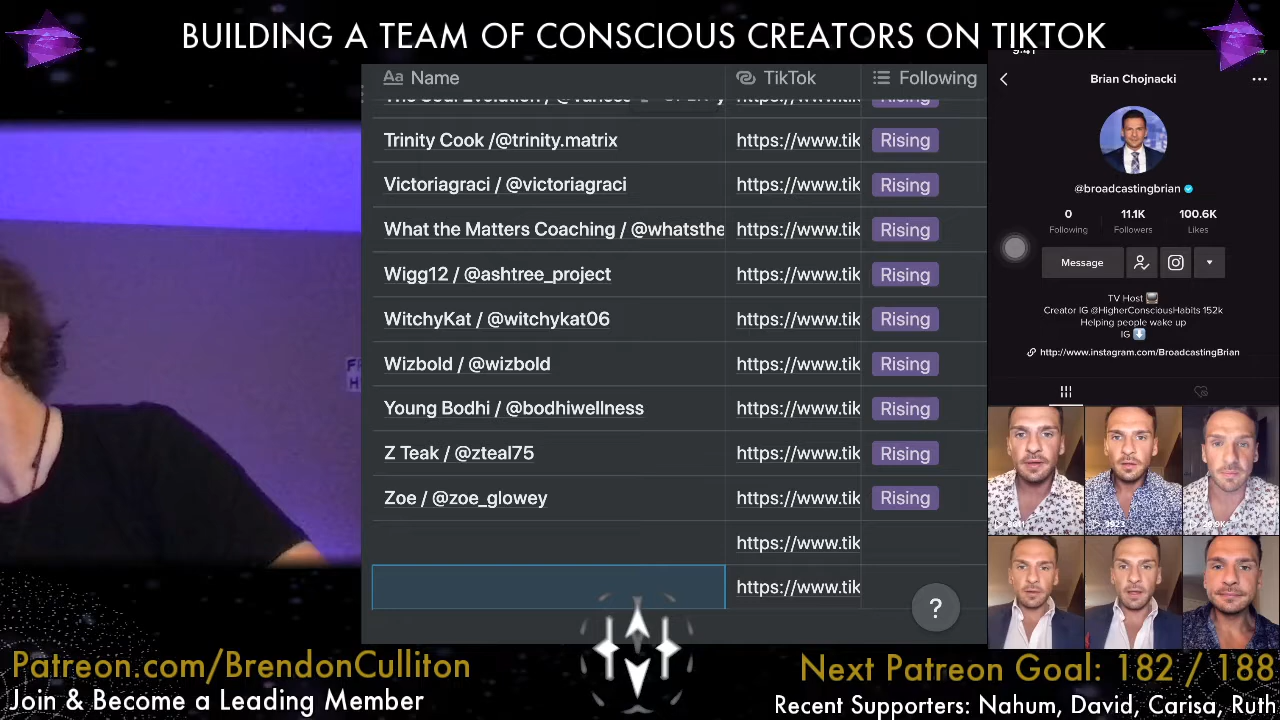 BUILDING A TEAM OF CONSCIOUS CREATORS ON TIKTOK
Aa Name
TikTok
Following
Trinity Cook /@trinity.matrix
https://www.tik
Rising
Victoriagraci / @victoriagraci
https://www.tik
Rising
What the Matters Coaching / @whatsthe
https://www.tik
Rising
Wigg12 / @ashtree_project
https://www.tik
Rising
WitchyKat / @witchykat06
https://www.tik
Rising
Wizbold / @wizbold
https://www.tik
Rising
Young Bodhi / @bodhiwellness
https://www.tik
Rising
Z Teak / @zteal75
https://www.tik
Rising
Zoe / @zoe_glowey
https://www.tik
Rising
https://www.tik
https://www.tik
?
Brian Chojnacki
@broadcastingbrian
0
Following
11.1K
Followers
100.6K
Likes
Message
TV Host
Creator IG @HigherConsciousHabits 152k
Helping people wake up
IG
http://www.instagram.com/BroadcastingBrian
Patreon.com/BrendonCulliton
Join & Become a Leading Member
Next Patreon Goal: 182 / 188
Recent Supporters: Nahum, David, Carisa, Ruth